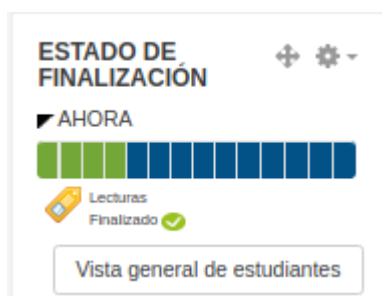 ESTADO DE
FINALIZACIÓN
AHORA
Lecturas
Finalizado
Vista general de estudiantes